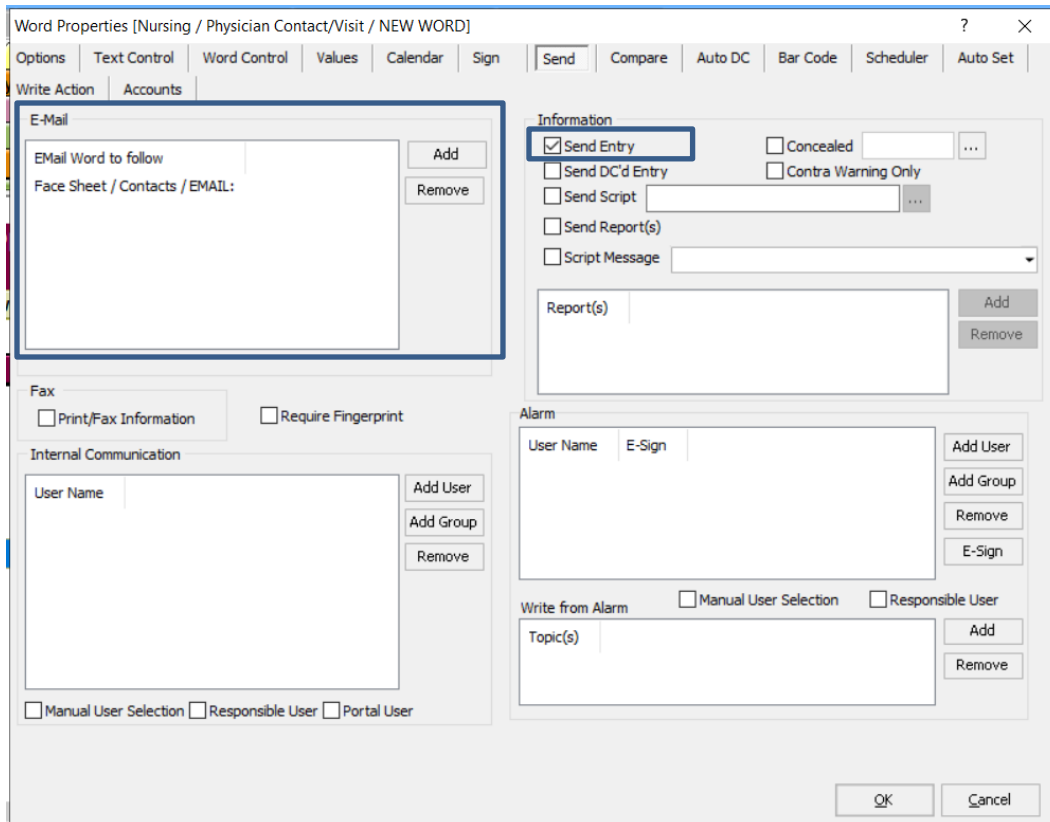 Word Properties [Nursing / Physician Contact/Visit / NEW WORD] ?
Options Text Control Word Control Values Calendar Sign Send Compare Auto DC Bar Code Scheduler Auto Set
Write Action Accounts
E-Mail
EMail Word to follow
Face Sheet / Contacts / EMAIL:
Add
Remove
Information
Send Entry
Concealed ...
Send DC'd Entry
Contra Warning Only
Send Script ...
Send Report(s)
Script Message
Report(s)
Add
Remove
Fax
Print/Fax Information
Require Fingerprint
Internal Communication
User Name
Add User
Add Group
Remove
Manual User Selection Responsible User Portal User
Alarm
User Name E-Sign
Add User
Add Group
Remove
E-Sign
Manual User Selection Responsible User
Write from Alarm
Topic(s)
Add
Remove
OK Cancel